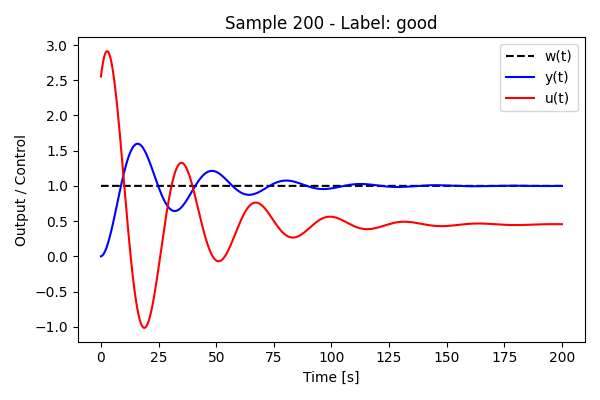 Sample 200 - Label: good
w(t)
y(t)
u(t)
Output / Control
3.0
2.5
2.0
1.5
1.0
0.5
0.0
−0.5
−1.0
0 25 50 75 100 125 150 175 200
Time [s]